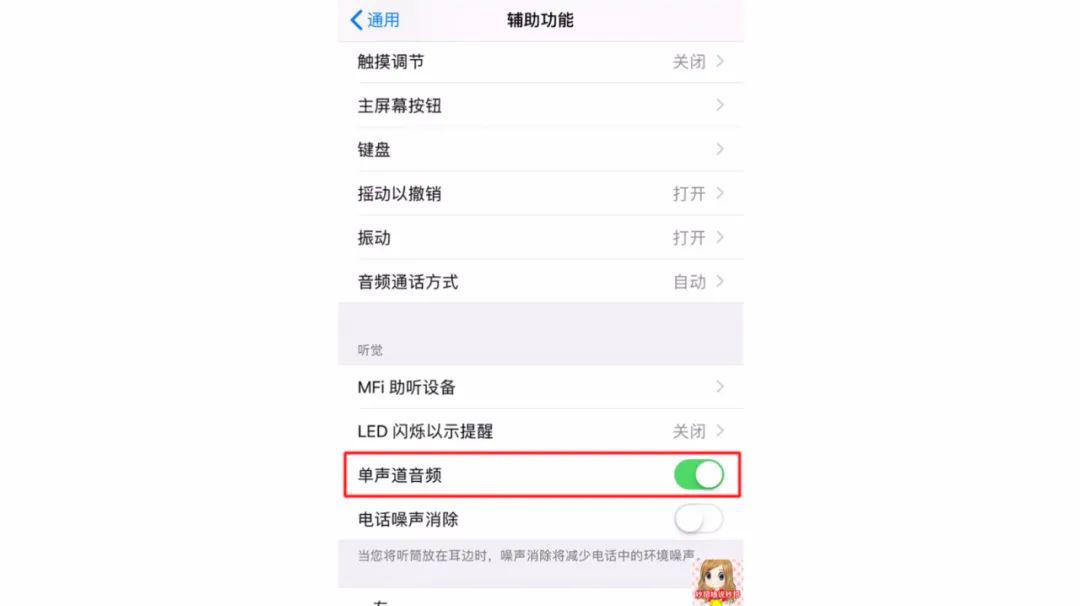 通用
辅助功能
触摸调节 关闭
主屏幕按钮
键盘
摇动以撤销 打开
振动 打开
音频通话方式 自动
听觉
MFi 助听设备
LED 闪烁以示提醒 关闭
单声道音频
电话噪声消除
当您将听筒放在耳边时，噪声消除将减少电话中的环境噪声。